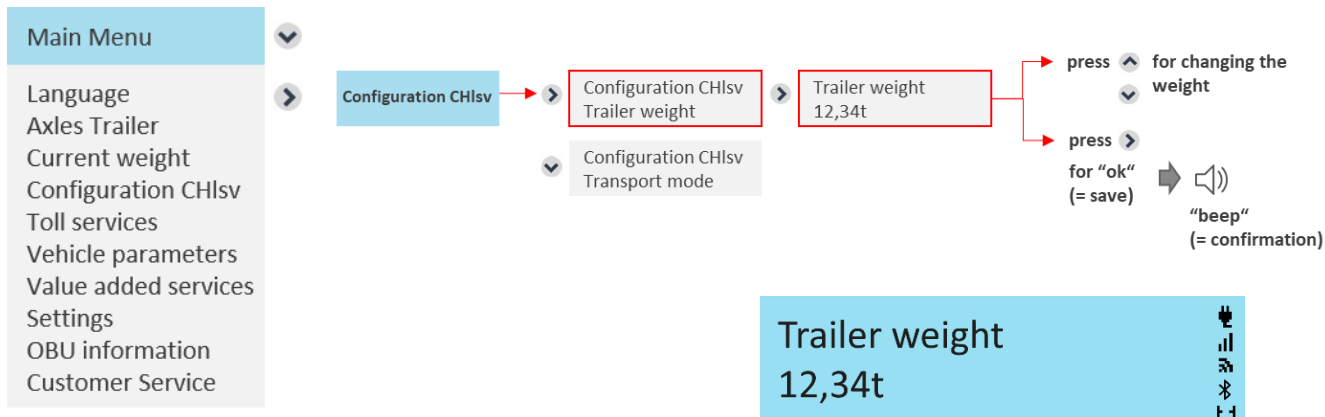 Main Menu
Language
Axles Trailer
Current weight
Configuration CHlsv
Toll services
Vehicle parameters
Value added services
Settings
OBU information
Customer Service
Configuration CHlsv
Configuration CHlsv
Trailer weight
Configuration CHlsv
Transport mode
Trailer weight
12,34t
press for changing the
weight
press
for “ok“
(= save)
“beep“
(= confirmation)
Trailer weight
12,34t